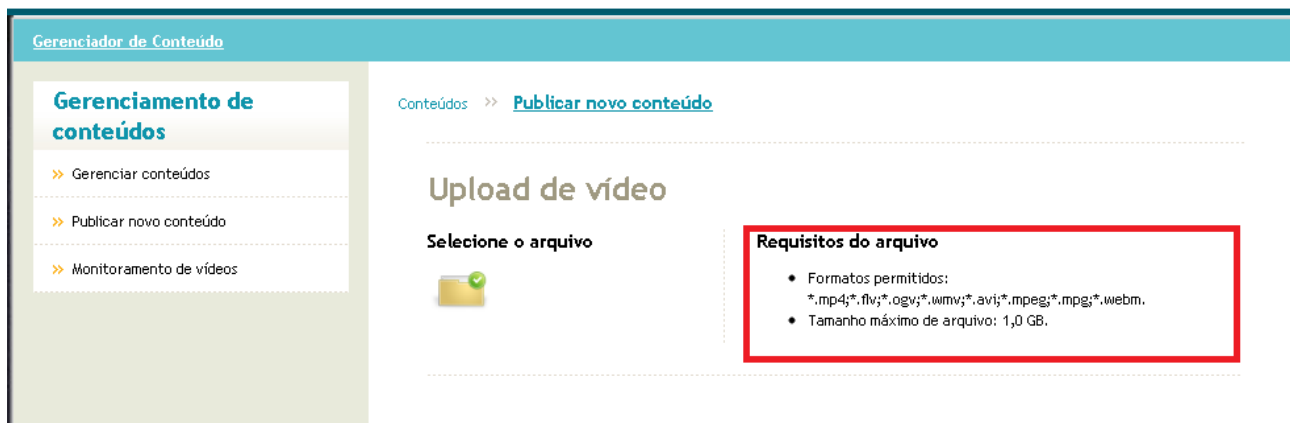 Gerenciador de Conteúdo
Gerenciamento de
conteúdos
>> Gerenciar conteúdos
>> Publicar novo conteúdo
>> Monitoramento de vídeos
Conteúdos >> Publicar novo conteúdo
Upload de vídeo
Selecione o arquivo
Requisitos do arquivo
• Formatos permitidos:
*.mp4;*.flv;*.ogv;*.wmv;*.avi;*.mpeg;*.mpg;*.webm.
• Tamanho máximo de arquivo: 1,0 GB.